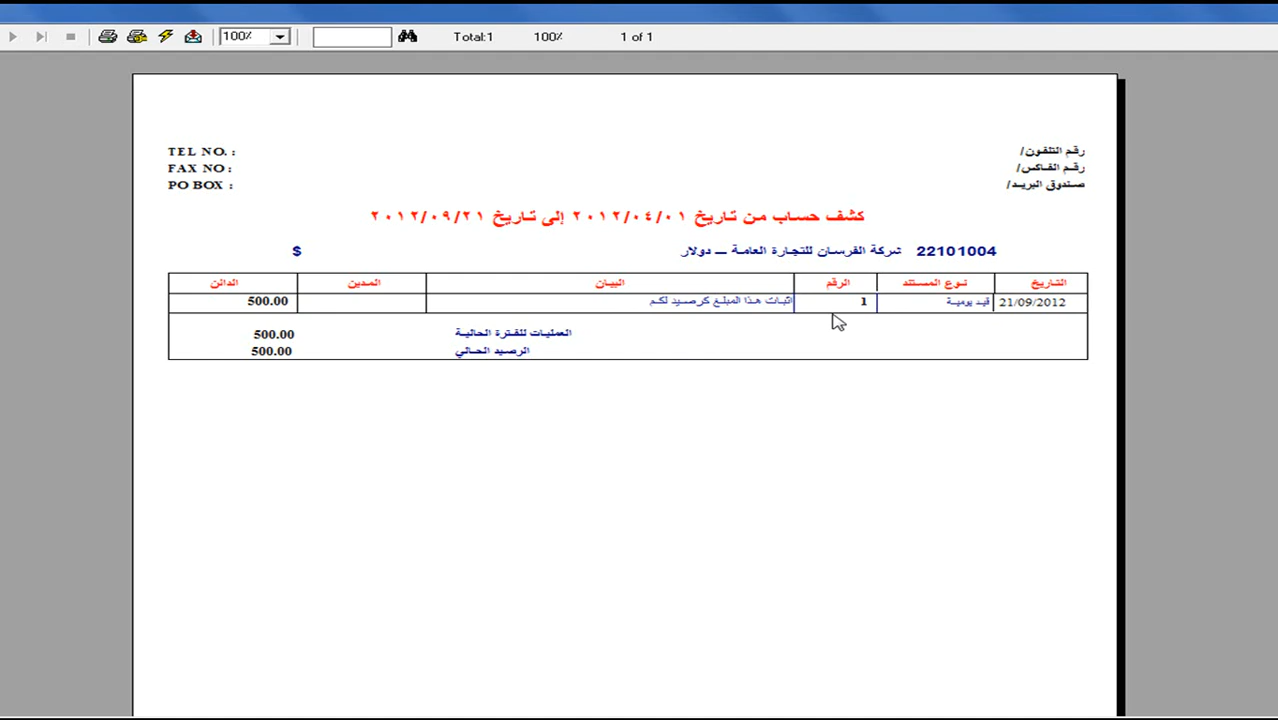 100% Total:1 100% 1 of 1
TEL NO. : رقم التلفون/
FAX NO : رقم الفاكس/
PO BOX : صندوق البريد/
كشف حساب من تاريخ ٢٠١٢/٠٤/٠١ إلى تاريخ ٢٠١٢/٠٩/٢١
22101004 شركة الفرسان للتجارة العامة — دولار $
التاريخ نوع المستند الرقم البيان المدين الدائن
21/09/2012 قيد يومية 1 اثبات هذا المبلغ كرصيد لكم 500.00
العمليات للفترة الحالية 500.00
الرصيد الحالي 500.00